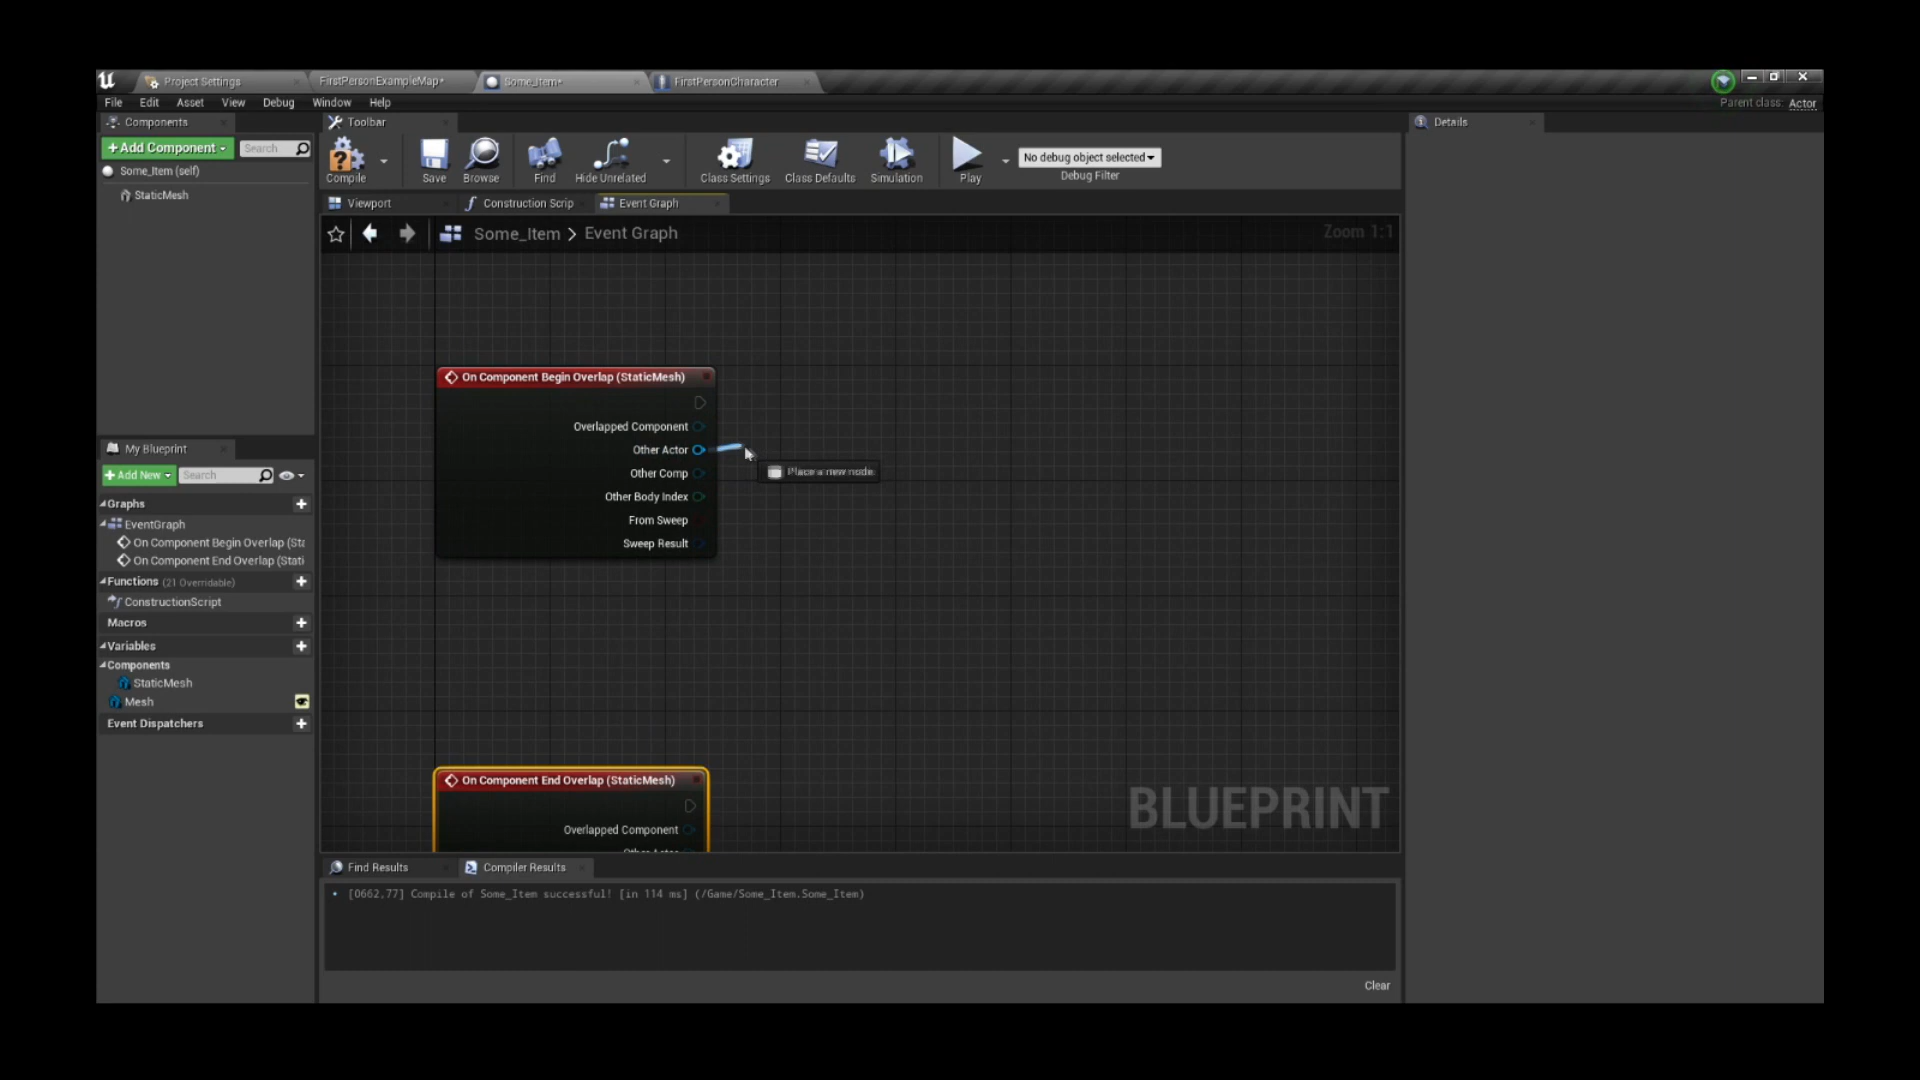 Project Settings
FirstPersonExampleMap*
Some_Item*
FirstPersonCharacter
File Edit Asset View Debug Window Help
Parent class: Actor
Components
Toolbar
Details
+Add Component
Search
Some_Item (self)
StaticMesh
Compile
Save
Browse
Find
Hide Unrelated
Class Settings
Class Defaults
Simulation
Play
No debug object selected
Debug Filter
Viewport
Construction Scrip
Event Graph
Some_Item > Event Graph
Zoom 1:1
On Component Begin Overlap (StaticMesh)
Overlapped Component
Other Actor
Other Comp
Other Body Index
From Sweep
Sweep Result
Place a new node.
My Blueprint
+Add New
Search
Graphs
EventGraph
On Component Begin Overlap (Sta
On Component End Overlap (Stati
Functions (21 Overridable)
ConstructionScript
Macros
Variables
Components
StaticMesh
Mesh
Event Dispatchers
On Component End Overlap (StaticMesh)
Overlapped Component
Other Actor
BLUEPRINT
Find Results
Compiler Results
[0662,77] Compile of Some_Item successful! [in 114 ms] (/Game/Some_Item.Some_Item)
Clear